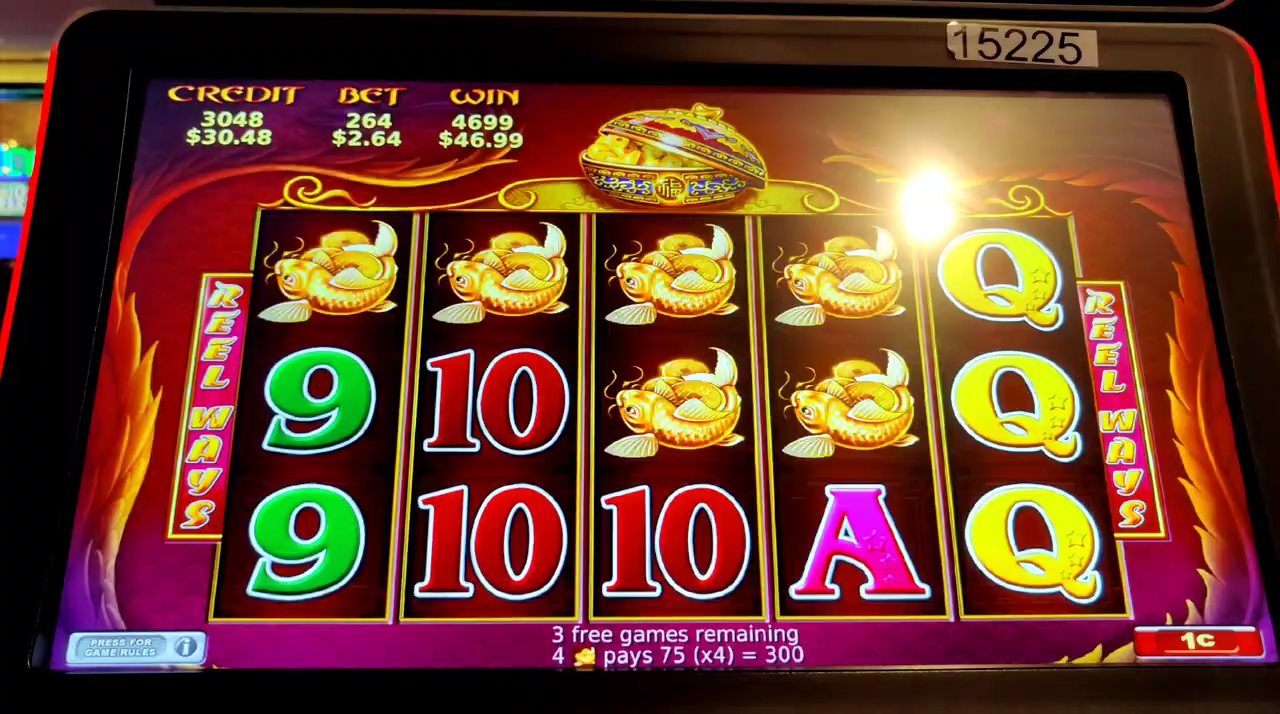 15225
CREDIT BET WIN
3048 264 4699
$30.48 $2.64 $46.99
福
Q
REEL WAYS
9 10 Q
REEL WAYS
9 10 10 A Q
3 free games remaining
4 pays 75 (x4) = 300
PRESS FOR
GAME RULES i
1¢